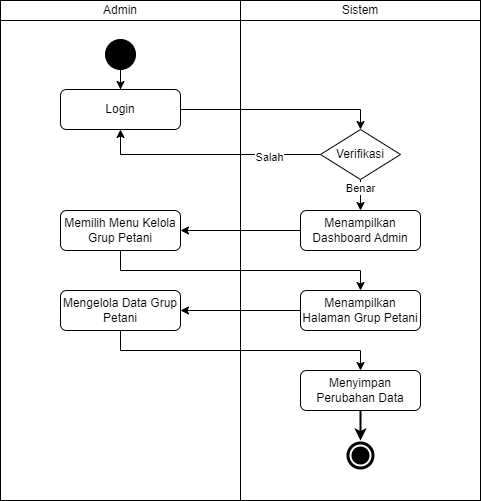 Admin
Sistem
Login
Verifikasi
Salah
Benar
Memilih Menu Kelola
Grup Petani
Menampilkan
Dashboard Admin
Mengelola Data Grup
Petani
Menampilkan
Halaman Grup Petani
Menyimpan
Perubahan Data